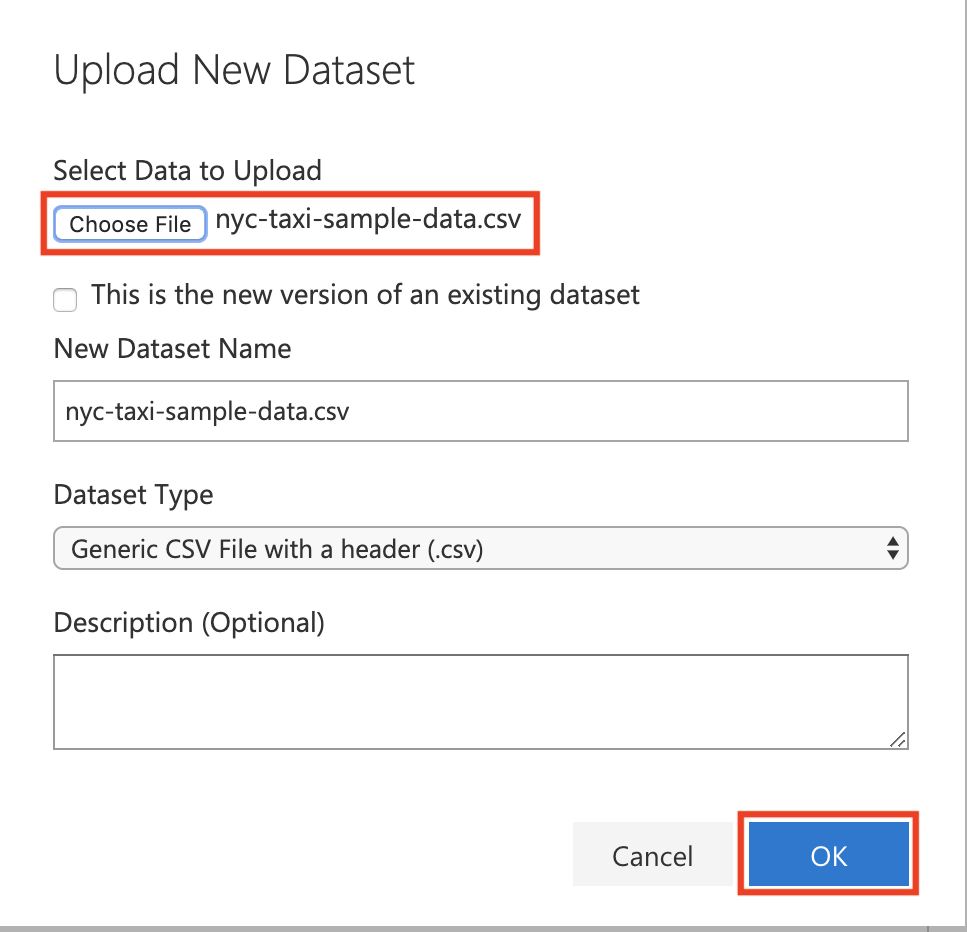 Upload New Dataset
Select Data to Upload
Choose File nyc-taxi-sample-data.csv
This is the new version of an existing dataset
New Dataset Name
nyc-taxi-sample-data.csv
Dataset Type
Generic CSV File with a header (.csv)
Description (Optional)
Cancel OK